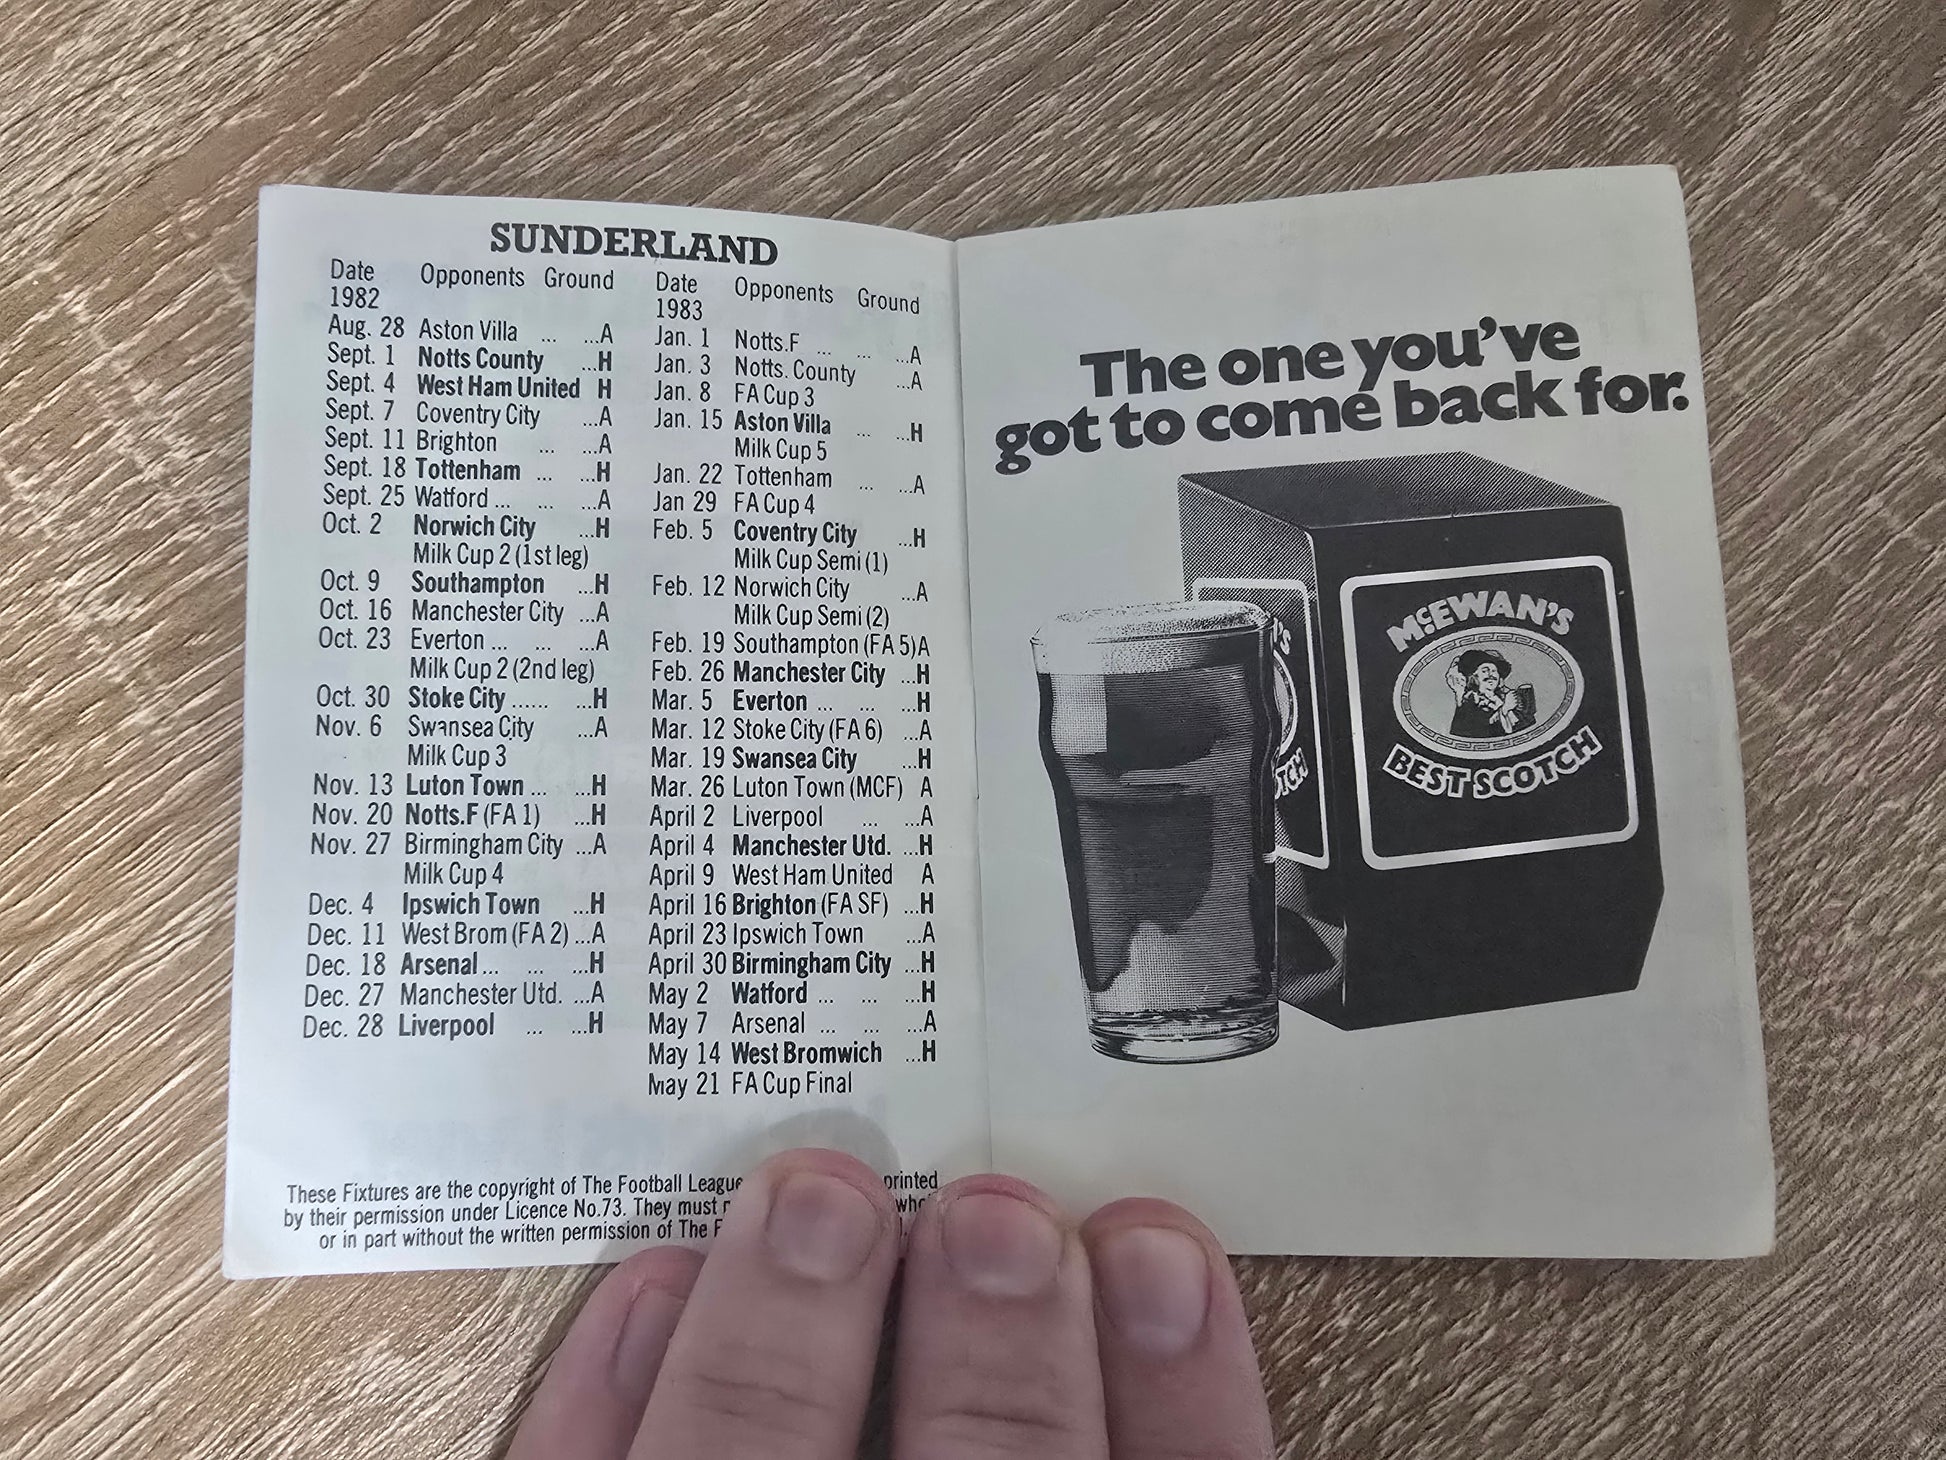 SUNDERLAND
Date Opponents Ground
1982
Aug. 28 Aston Villa ... ...A
Sept. 1 Notts County ...H
Sept. 4 West Ham United H
Sept. 7 Coventry City ...A
Sept. 11 Brighton ... ...A
Sept. 18 Tottenham ... ...H
Sept. 25 Watford ... ... ...A
Oct. 2 Norwich City ...H
Milk Cup 2 (1st leg)
Oct. 9 Southampton ...H
Oct. 16 Manchester City ...A
Oct. 23 Everton ... ... ...A
Milk Cup 2 (2nd leg)
Oct. 30 Stoke City ...... ...H
Nov. 6 Swansea City ...A
Milk Cup 3
Nov. 13 Luton Town ... ...H
Nov. 20 Notts.F (FA 1) ...H
Nov. 27 Birmingham City ...A
Milk Cup 4
Dec. 4 Ipswich Town ...H
Dec. 11 West Brom (FA 2) ...A
Dec. 18 Arsenal ... ... ...H
Dec. 27 Manchester Utd. ...A
Dec. 28 Liverpool ... ...H
Date Opponents Ground
1983
Jan. 1 Notts.F ... ... ...A
Jan. 3 Notts. County ...A
Jan. 8 FA Cup 3
Jan. 15 Aston Villa ... ...H
Milk Cup 5
Jan. 22 Tottenham ... ...A
Jan 29 FA Cup 4
Feb. 5 Coventry City ...H
Milk Cup Semi (1)
Feb. 12 Norwich City ...A
Milk Cup Semi (2)
Feb. 19 Southampton (FA 5)A
Feb. 26 Manchester City ...H
Mar. 5 Everton ... ... ...H
Mar. 12 Stoke City (FA 6) ...A
Mar. 19 Swansea City ...H
Mar. 26 Luton Town (MCF) A
April 2 Liverpool ... ...A
April 4 Manchester Utd. ...H
April 9 West Ham United A
April 16 Brighton (FA SF) ...H
April 23 Ipswich Town ...A
April 30 Birmingham City ...H
May 2 Watford ... ... ...H
May 7 Arsenal ... ... ...A
May 14 West Bromwich ...H
May 21 FA Cup Final
These Fixtures are the copyright of The Football League printed
by their permission under Licence No.73. They must
or in part without the written permission of The
The one you've
got to come back for.
McEWAN'S
BEST SCOTCH